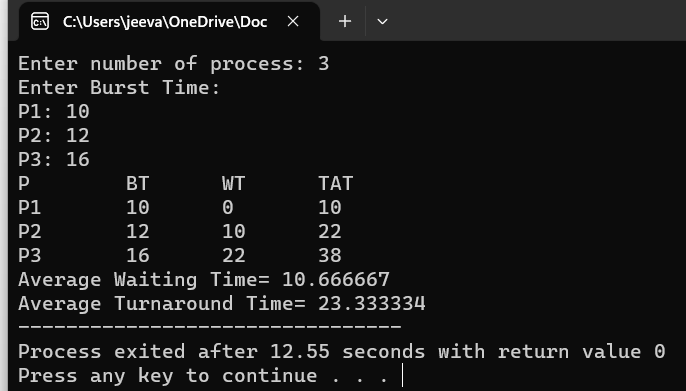 C:\Users\jeeva\OneDrive\Doc
Enter number of process: 3
Enter Burst Time:
P1: 10
P2: 12
P3: 16
P BT WT TAT
P1 10 0 10
P2 12 10 22
P3 16 22 38
Average Waiting Time= 10.666667
Average Turnaround Time= 23.333334
--------------------------------
Process exited after 12.55 seconds with return value 0
Press any key to continue . . .